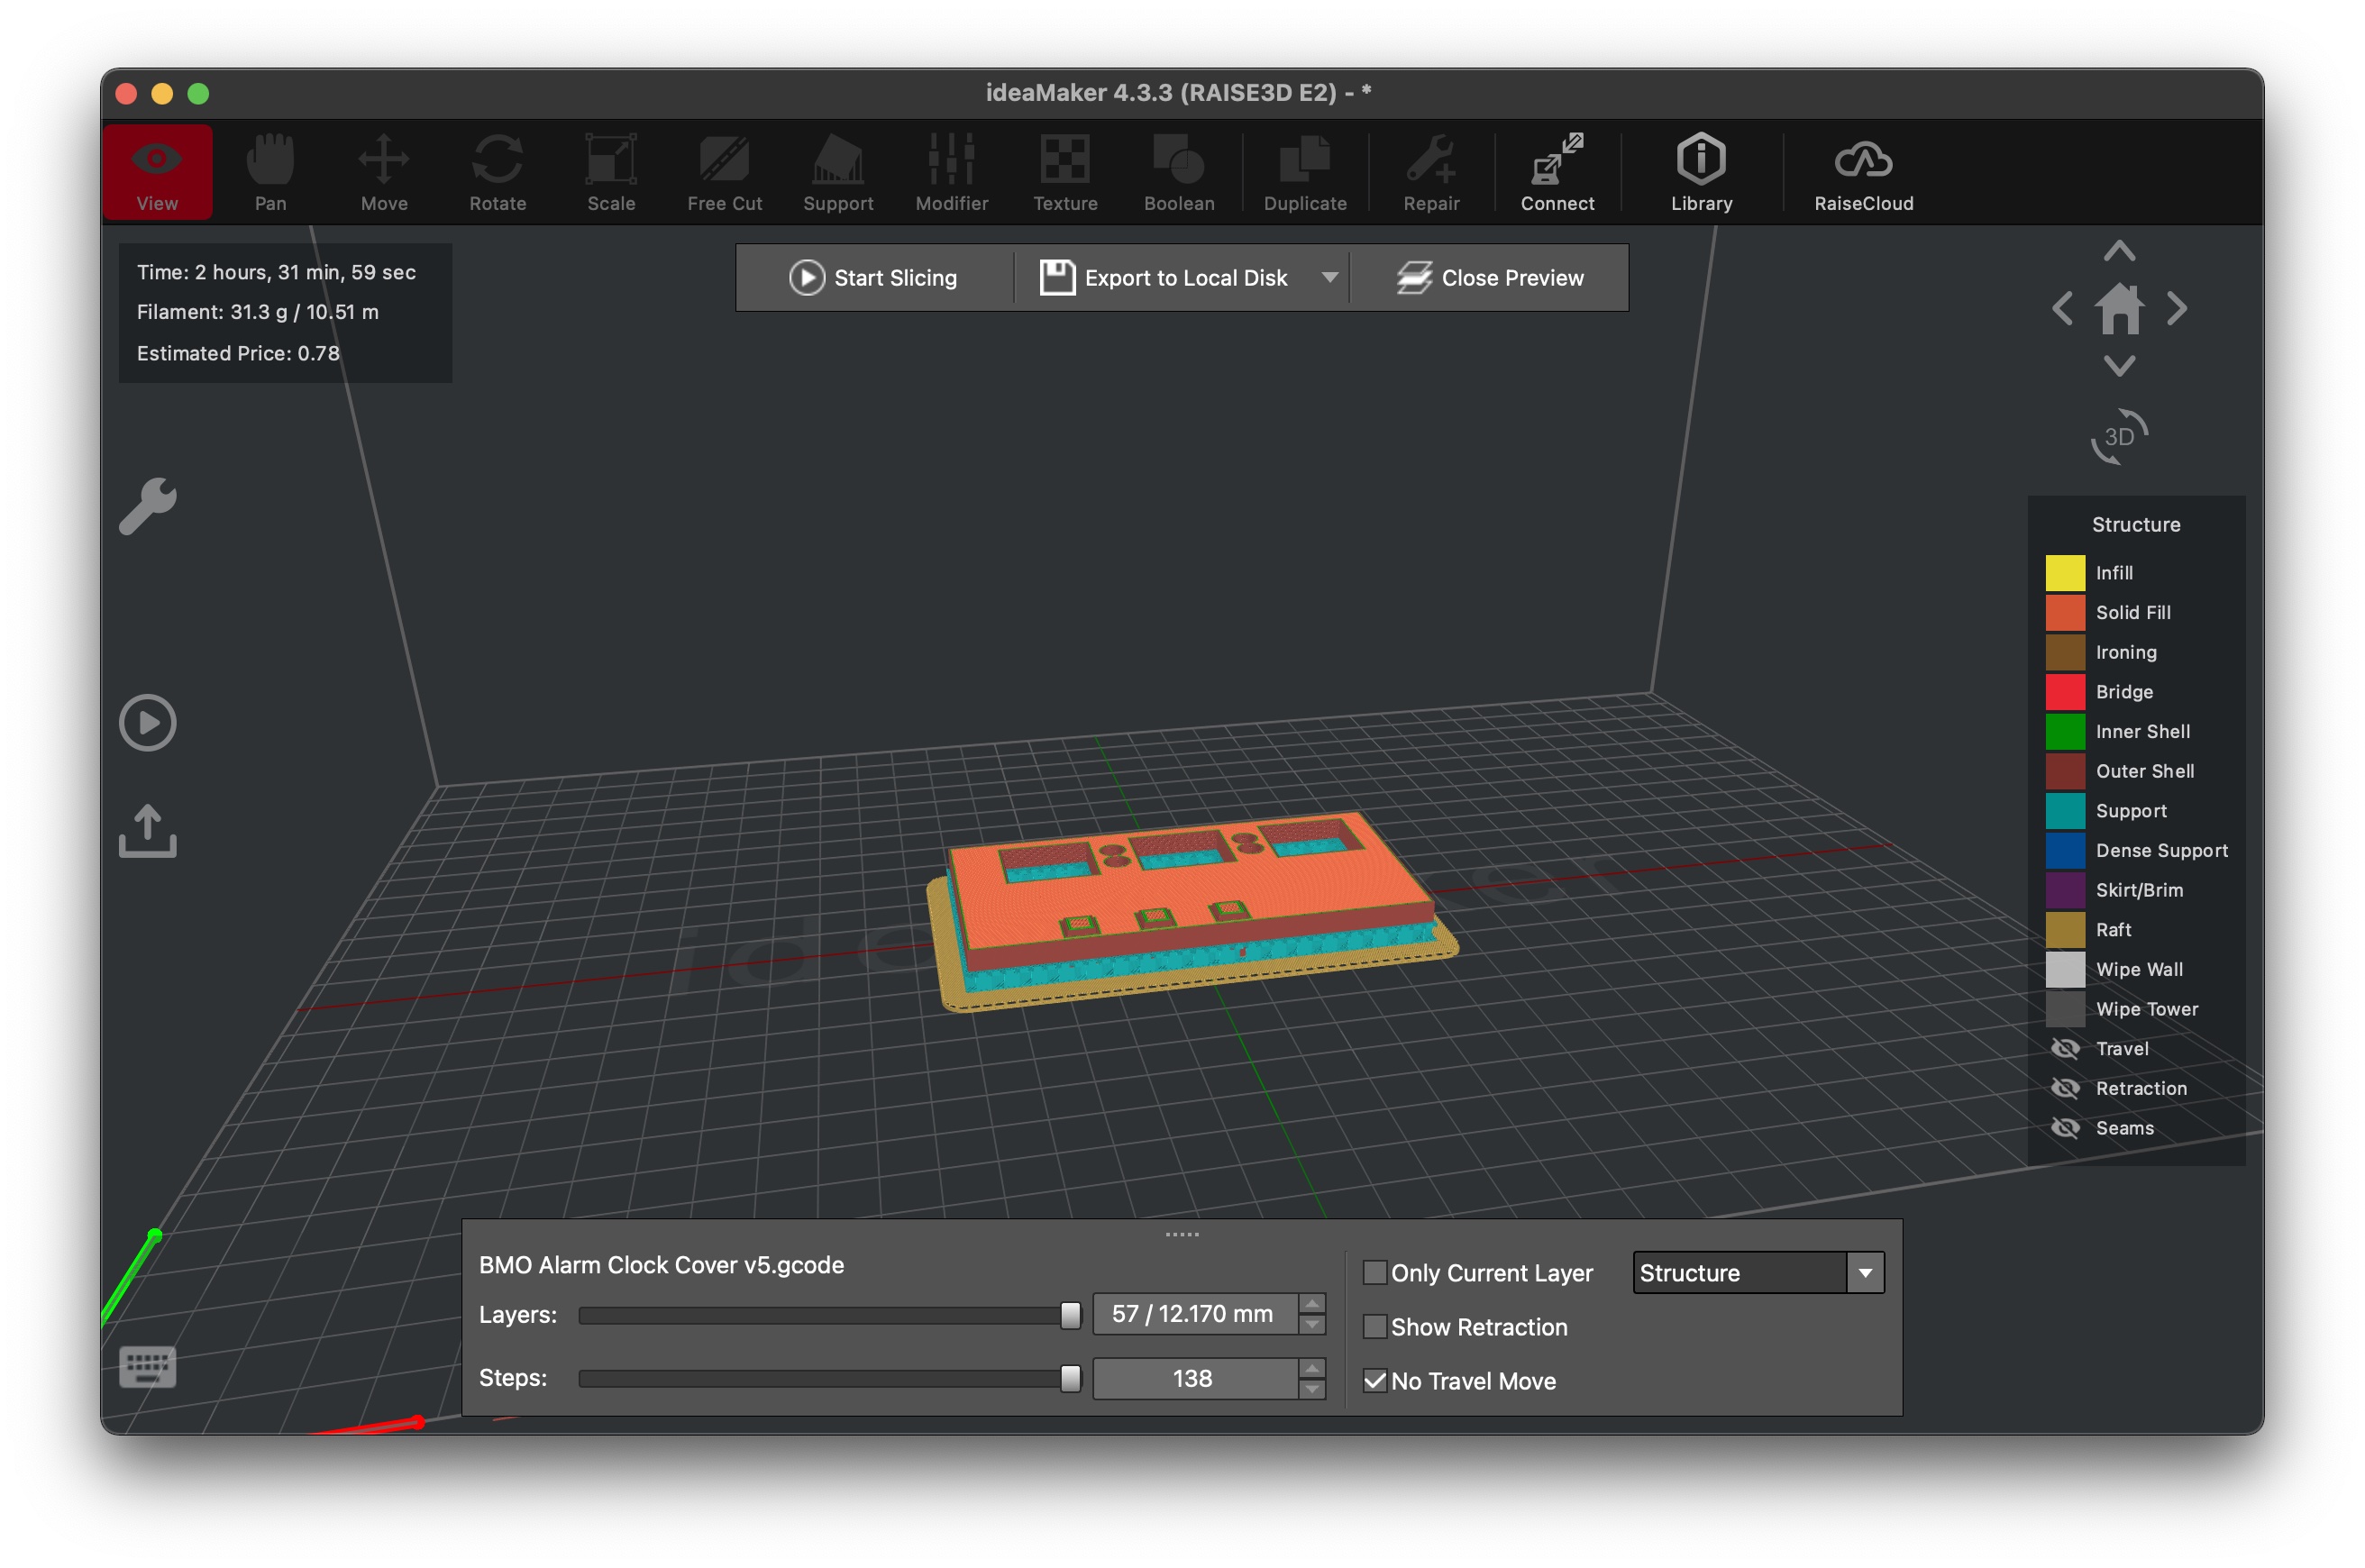 ideaMaker 4.3.3 (RAISE3D E2) - *
View
Pan
Move
Rotate
Scale
Free Cut
Support
Modifier
Texture
Boolean
Duplicate
Repair
Connect
Library
RaiseCloud
Time: 2 hours, 31 min, 59 sec
Filament: 31.3 g / 10.51 m
Estimated Price: 0.78
Start Slicing
Export to Local Disk
Close Preview
3D
Structure
Infill
Solid Fill
Ironing
Bridge
Inner Shell
Outer Shell
Support
Dense Support
Skirt/Brim
Raft
Wipe Wall
Wipe Tower
Travel
Retraction
Seams
BMO Alarm Clock Cover v5.gcode
Layers:
57 / 12.170 mm
Steps:
138
Only Current Layer
Structure
Show Retraction
No Travel Move